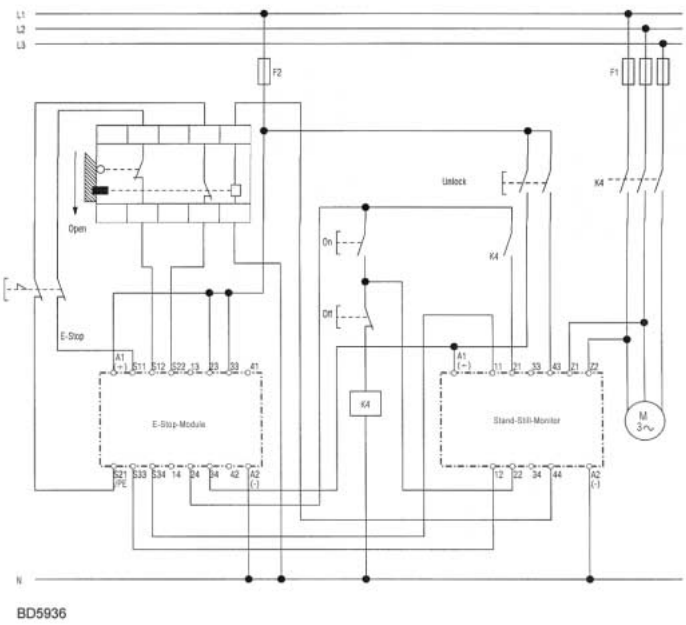 L1
L2
L3
F2
F1
Open
Unlock
K4
On
K4
Off
E-Stop
A1
(+)
S11
S12
S22
13
23
33
41
K4
A1
(+)
11
21
33
43
Z1
Z2
E-Stop-Module
Stand-Still-Monitor
M
3~
S21
/PE
S33
S34
14
24
34
42
A2
(-)
12
22
34
44
A2
(-)
N
BD5936